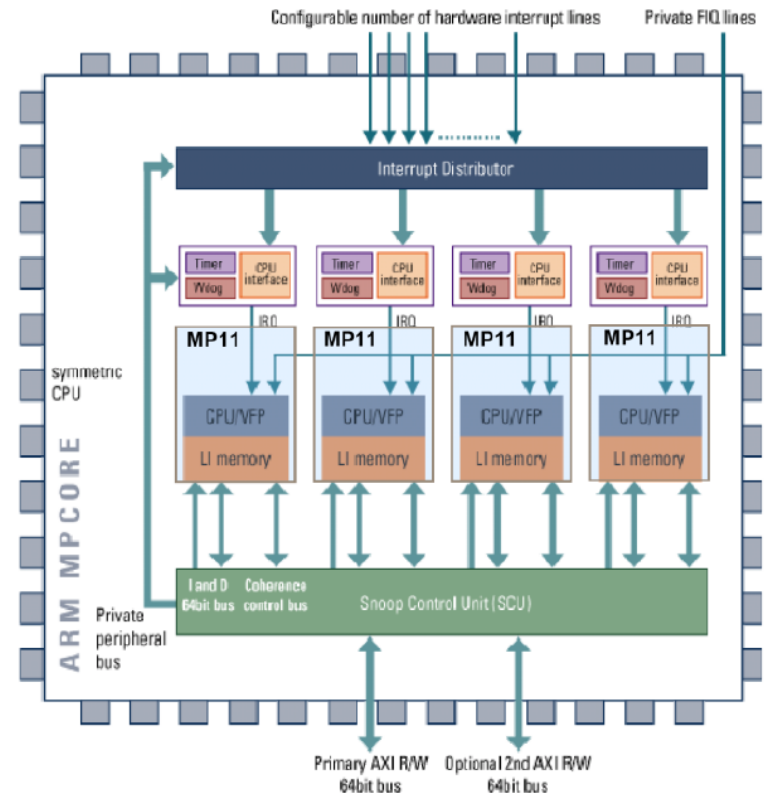 Configurable number of hardware interrupt lines
Private FIQ lines
Interrupt Distributor
Timer
Wdog
CPU
interface
Timer
Wdog
CPU
interface
Timer
Wdog
CPU
interface
Timer
Wdog
CPU
interface
IRQ
IRQ
IRQ
IRQ
MP11
MP11
MP11
MP11
symmetric
CPU
CPU/VFP
CPU/VFP
CPU/VFP
CPU/VFP
LI memory
LI memory
LI memory
LI memory
ARM MPCORE
I and D
64bit bus
Coherence
control bus
Snoop Control Unit (SCU)
Private
peripheral
bus
Primary AXI R/W
64bit bus
Optional 2nd AXI R/W
64bit bus